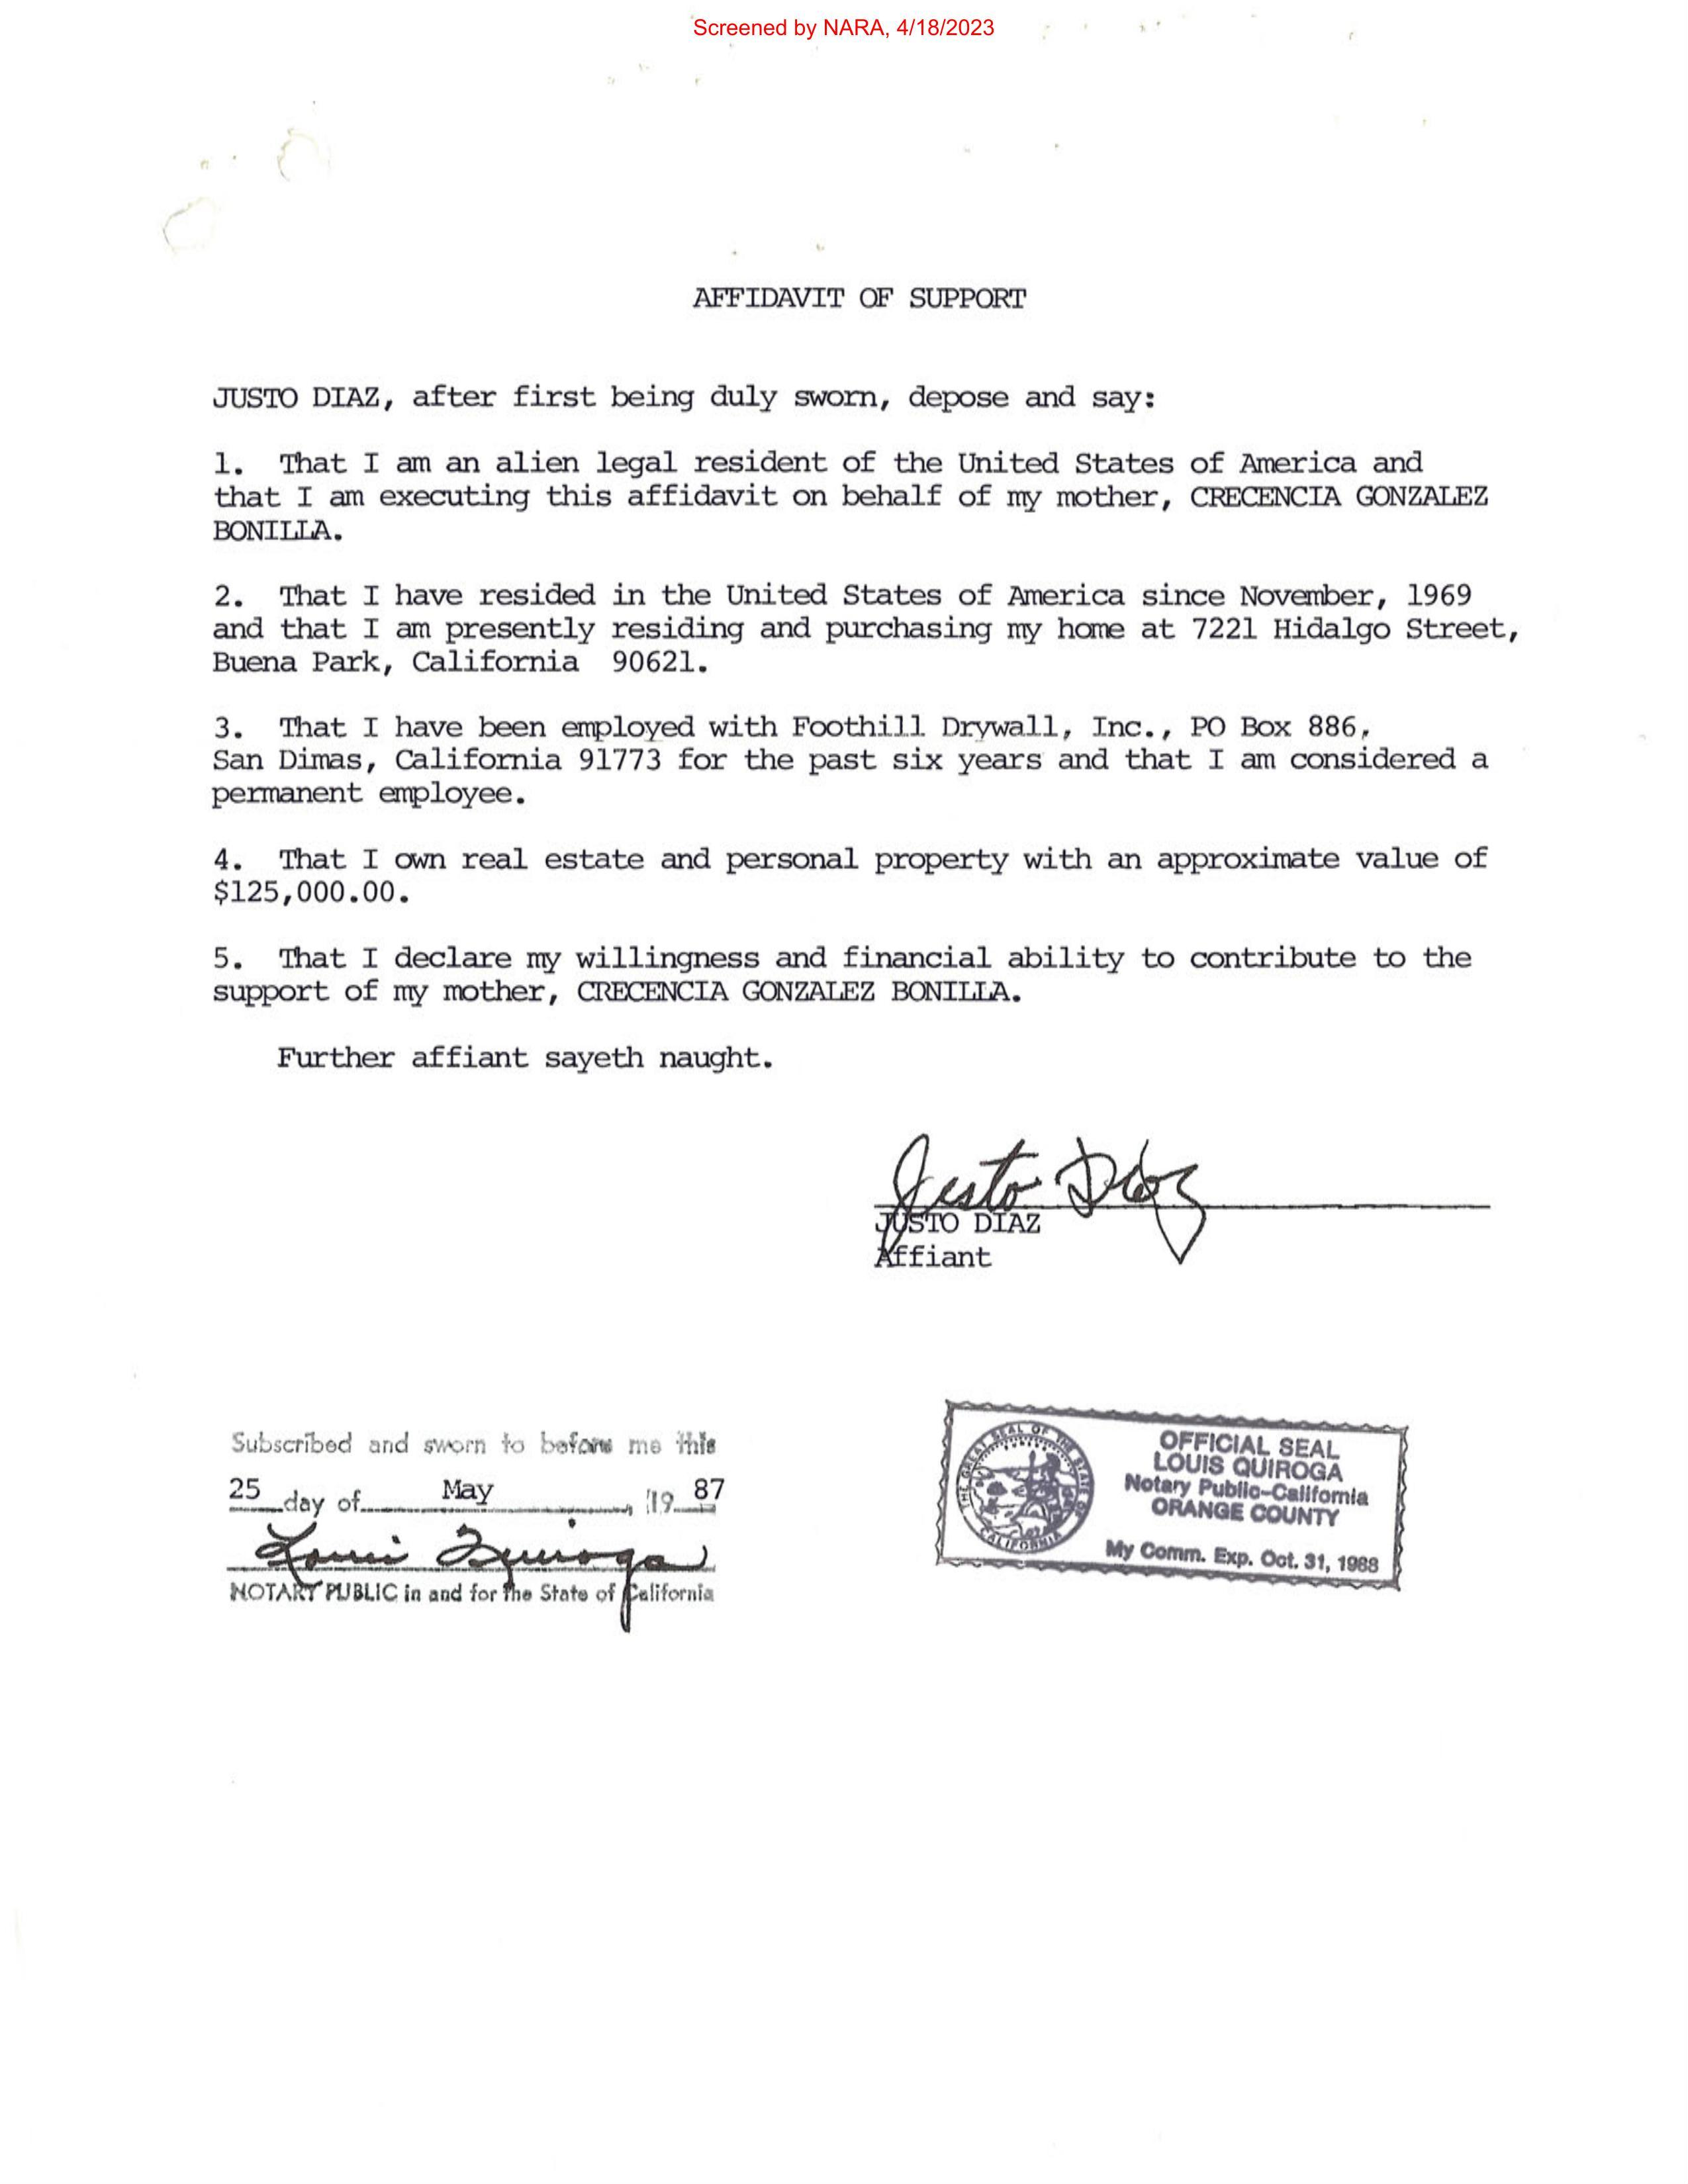 Screened by NARA, 4/18/2023
AFFIDAVIT OF SUPPORT
JUSTO DIAZ, after first being duly sworn, depose and say:
1. That I am an alien legal resident of the United States of America and
that I am executing this affidavit on behalf of my mother, CRECENCIA GONZALEZ
BONILLA.
2. That I have resided in the United States of America since November, 1969
and that I am presently residing and purchasing my home at 7221 Hidalgo Street,
Buena Park, California 90621.
3. That I have been employed with Foothill Drywall, Inc., PO Box 886,
San Dimas, California 91773 for the past six years and that I am considered a
permanent employee.
4. That I own real estate and personal property with an approximate value of
$125,000.00.
5. That I declare my willingness and financial ability to contribute to the
support of my mother, CRECENCIA GONZALEZ BONILLA.
Further affiant sayeth naught.
Justo Diaz
JUSTO DIAZ
Affiant
Subscribed and sworn to before me this
25 day of May, 19 87
Louis Quiroga
NOTARY PUBLIC in and for the State of California
THE GREAT SEAL OF THE STATE OF CALIFORNIA
OFFICIAL SEAL
LOUIS QUIROGA
Notary Public-California
ORANGE COUNTY
My Comm. Exp. Oct. 31, 1988